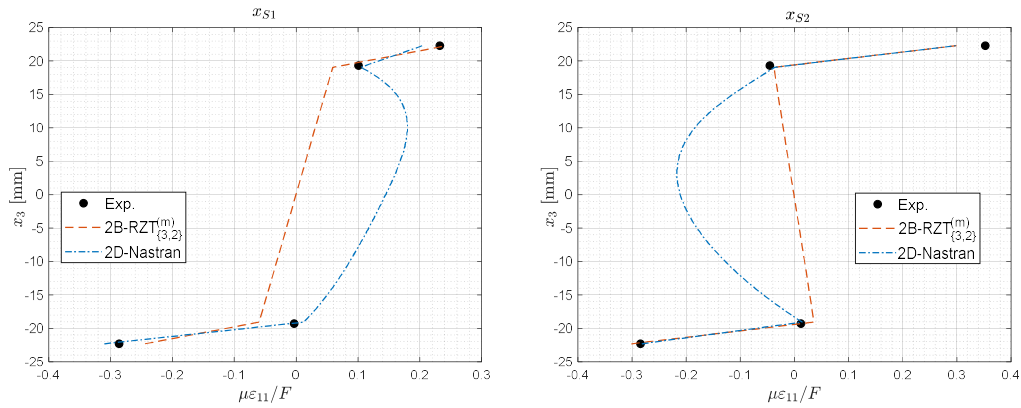 x_{S1}
25
20
15
10
5
0
-5
-10
-15
-20
-25
x_3 [mm]
Exp.
2B-RZT^{(m)}_{{3,2}}
2D-Nastran
-0.4 -0.3 -0.2 -0.1 0 0.1 0.2 0.3
με_{11}/F
x_{S2}
25
20
15
10
5
0
-5
-10
-15
-20
-25
x_3 [mm]
Exp.
2B-RZT^{(m)}_{{3,2}}
2D-Nastran
-0.4 -0.3 -0.2 -0.1 0 0.1 0.2 0.3 0.4
με_{11}/F